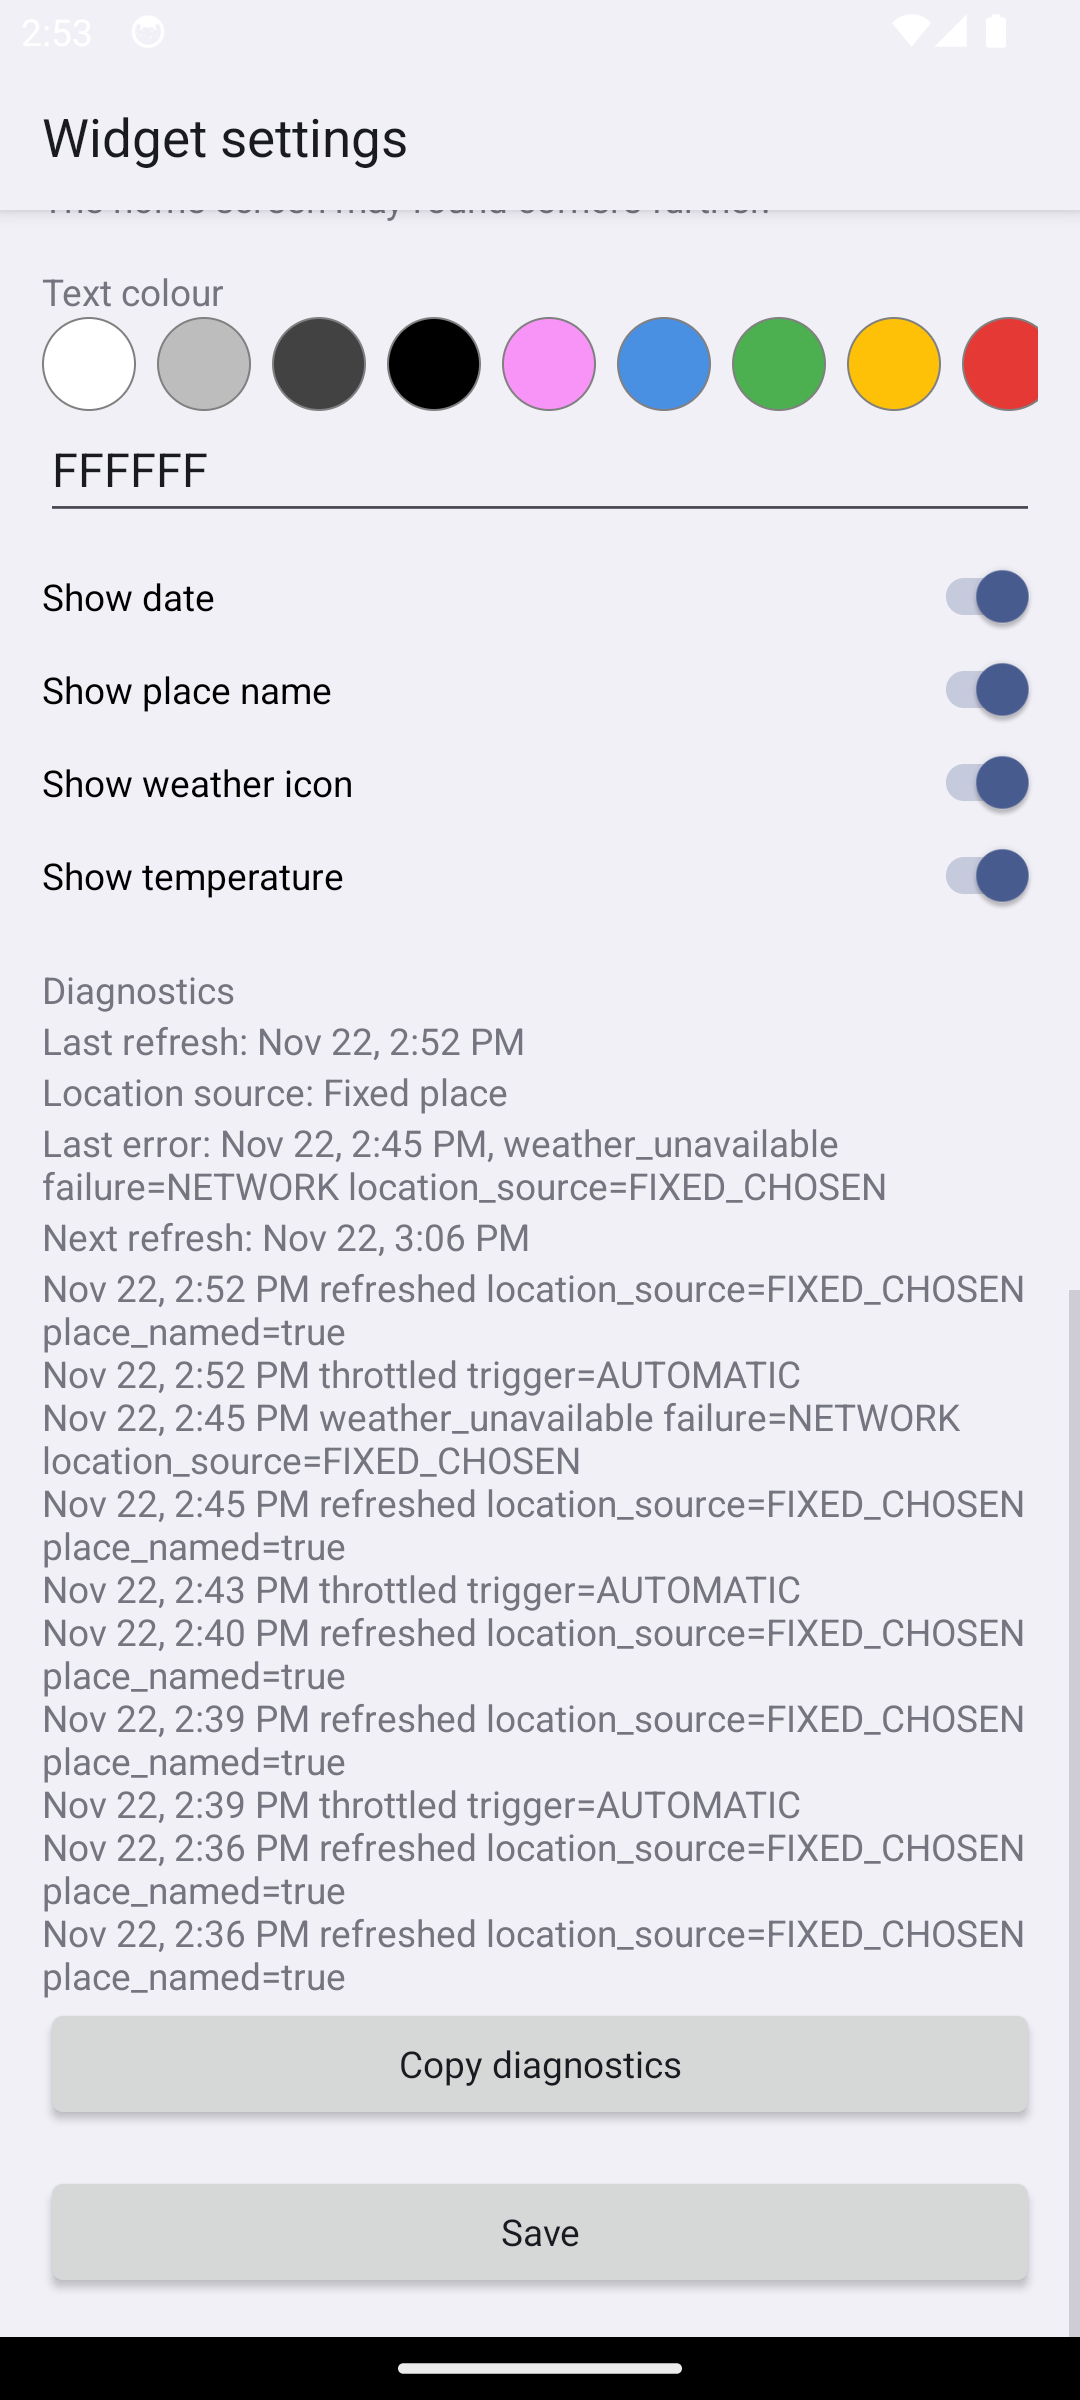 2:53
Widget settings
The home screen may round corners further.
Text colour
FFFFFF
Show date
Show place name
Show weather icon
Show temperature
Diagnostics
Last refresh: Nov 22, 2:52 PM
Location source: Fixed place
Last error: Nov 22, 2:45 PM, weather_unavailable
failure=NETWORK location_source=FIXED_CHOSEN
Next refresh: Nov 22, 3:06 PM
Nov 22, 2:52 PM refreshed location_source=FIXED_CHOSEN
place_named=true
Nov 22, 2:52 PM throttled trigger=AUTOMATIC
Nov 22, 2:45 PM weather_unavailable failure=NETWORK
location_source=FIXED_CHOSEN
Nov 22, 2:45 PM refreshed location_source=FIXED_CHOSEN
place_named=true
Nov 22, 2:43 PM throttled trigger=AUTOMATIC
Nov 22, 2:40 PM refreshed location_source=FIXED_CHOSEN
place_named=true
Nov 22, 2:39 PM refreshed location_source=FIXED_CHOSEN
place_named=true
Nov 22, 2:39 PM throttled trigger=AUTOMATIC
Nov 22, 2:36 PM refreshed location_source=FIXED_CHOSEN
place_named=true
Nov 22, 2:36 PM refreshed location_source=FIXED_CHOSEN
place_named=true
Copy diagnostics
Save